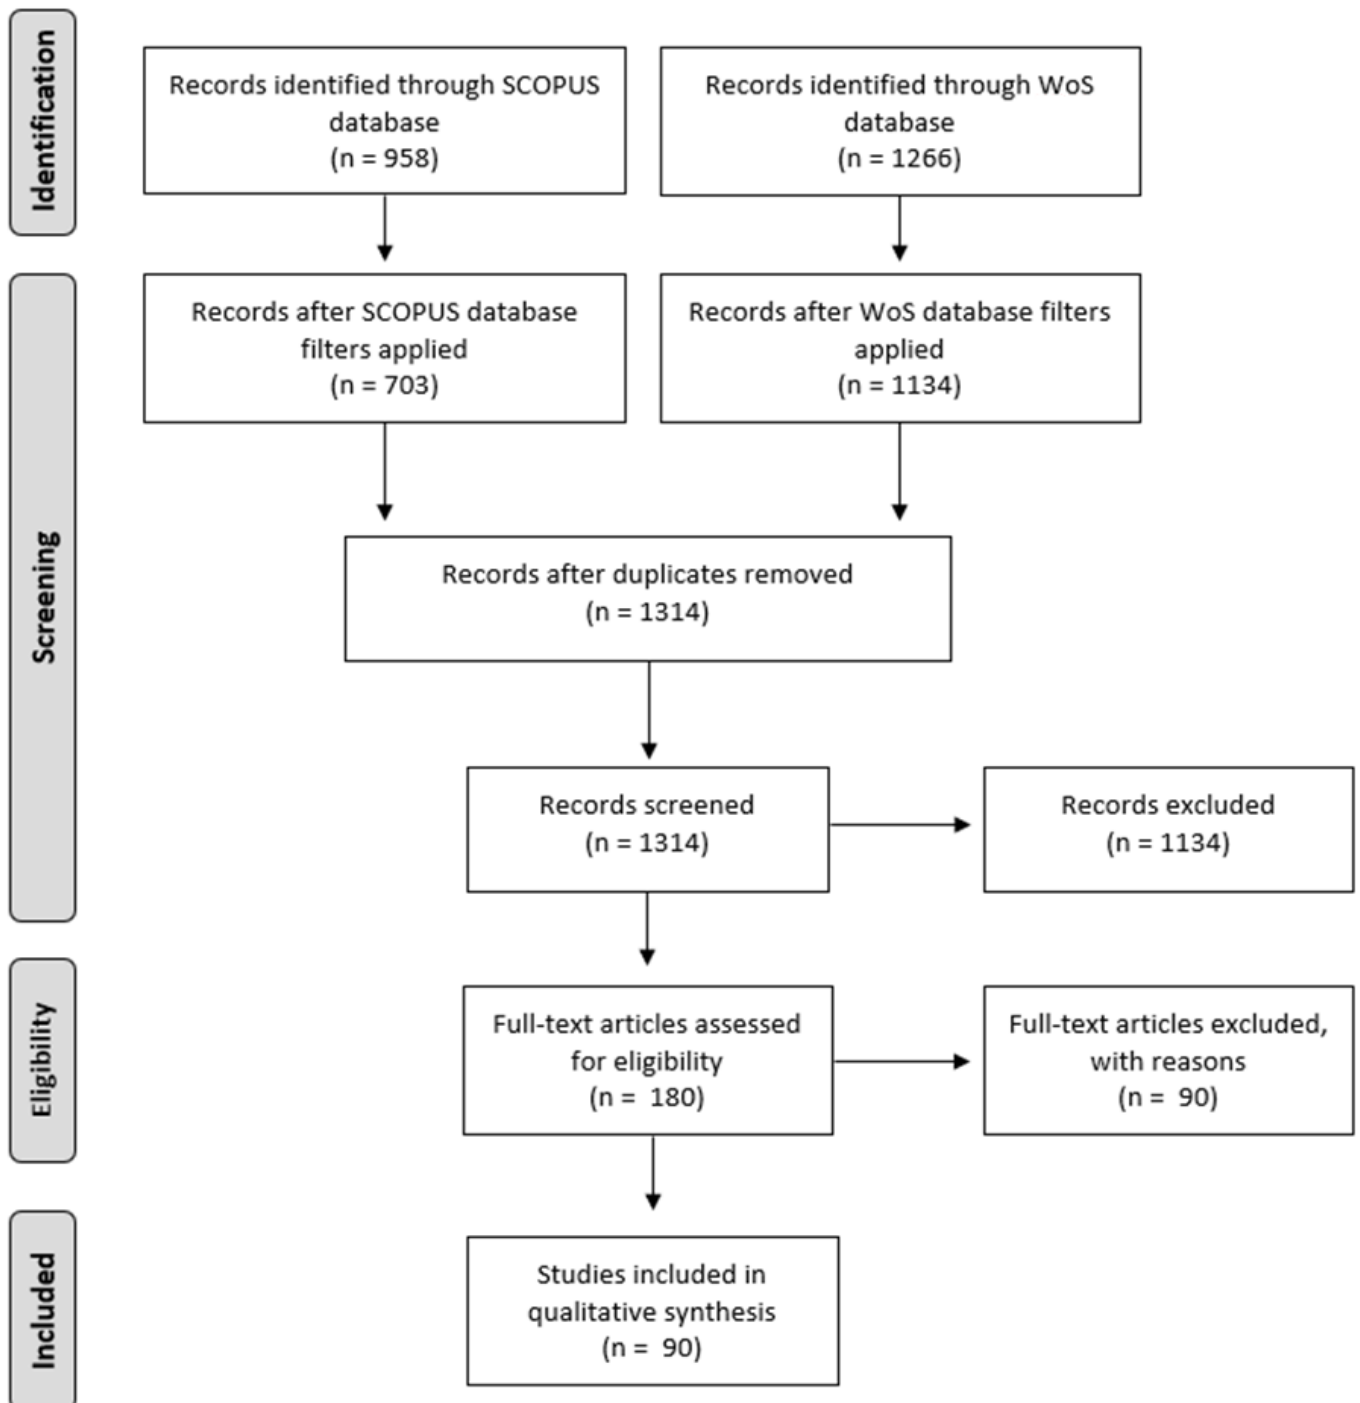 Identification
Records identified through SCOPUS
database
(n = 958)
Records identified through WoS
database
(n = 1266)
Screening
Records after SCOPUS database
filters applied
(n = 703)
Records after WoS database filters
applied
(n = 1134)
Records after duplicates removed
(n = 1314)
Records screened
(n = 1314)
Records excluded
(n = 1134)
Eligibility
Full-text articles assessed
for eligibility
(n =  180)
Full-text articles excluded,
with reasons
(n =  90)
Included
Studies included in
qualitative synthesis
(n =  90)